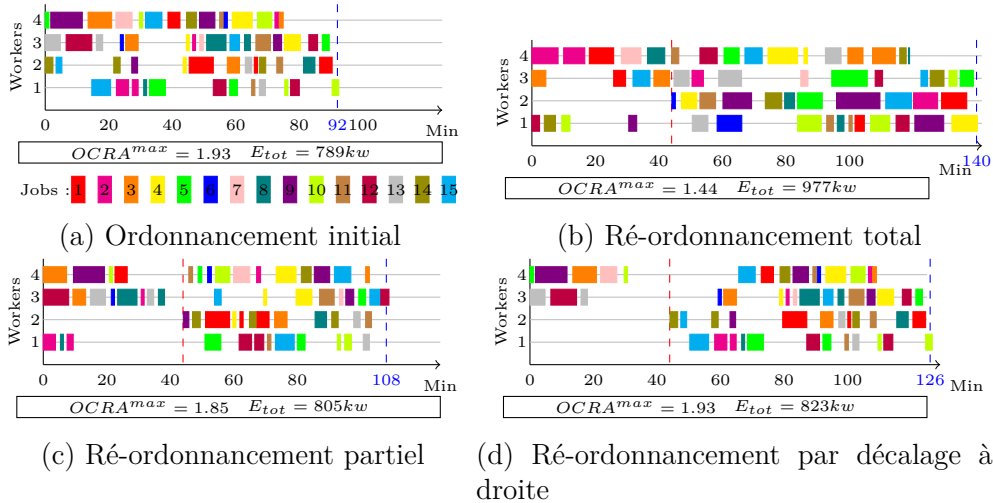 Workers
4
3
2
1
0 20 40 60 80 92 100
Min
OCRA^max = 1.93 E_tot = 789kw
Jobs : 1 2 3 4 5 6 7 8 9 10 11 12 13 14 15
(a) Ordonnancement initial
Workers
4
3
2
1
0 50 100 140
Min
OCRA^max = 1.44 E_tot = 977kw
(b) Ré-ordonnancement total
Workers
4
3
2
1
0 20 40 60 80 108
Min
OCRA^max = 1.85 E_tot = 805kw
(c) Ré-ordonnancement partiel
Workers
4
3
2
1
0 20 40 60 80 100 126
Min
OCRA^max = 1.93 E_tot = 823kw
(d) Ré-ordonnancement par décalage à
droite